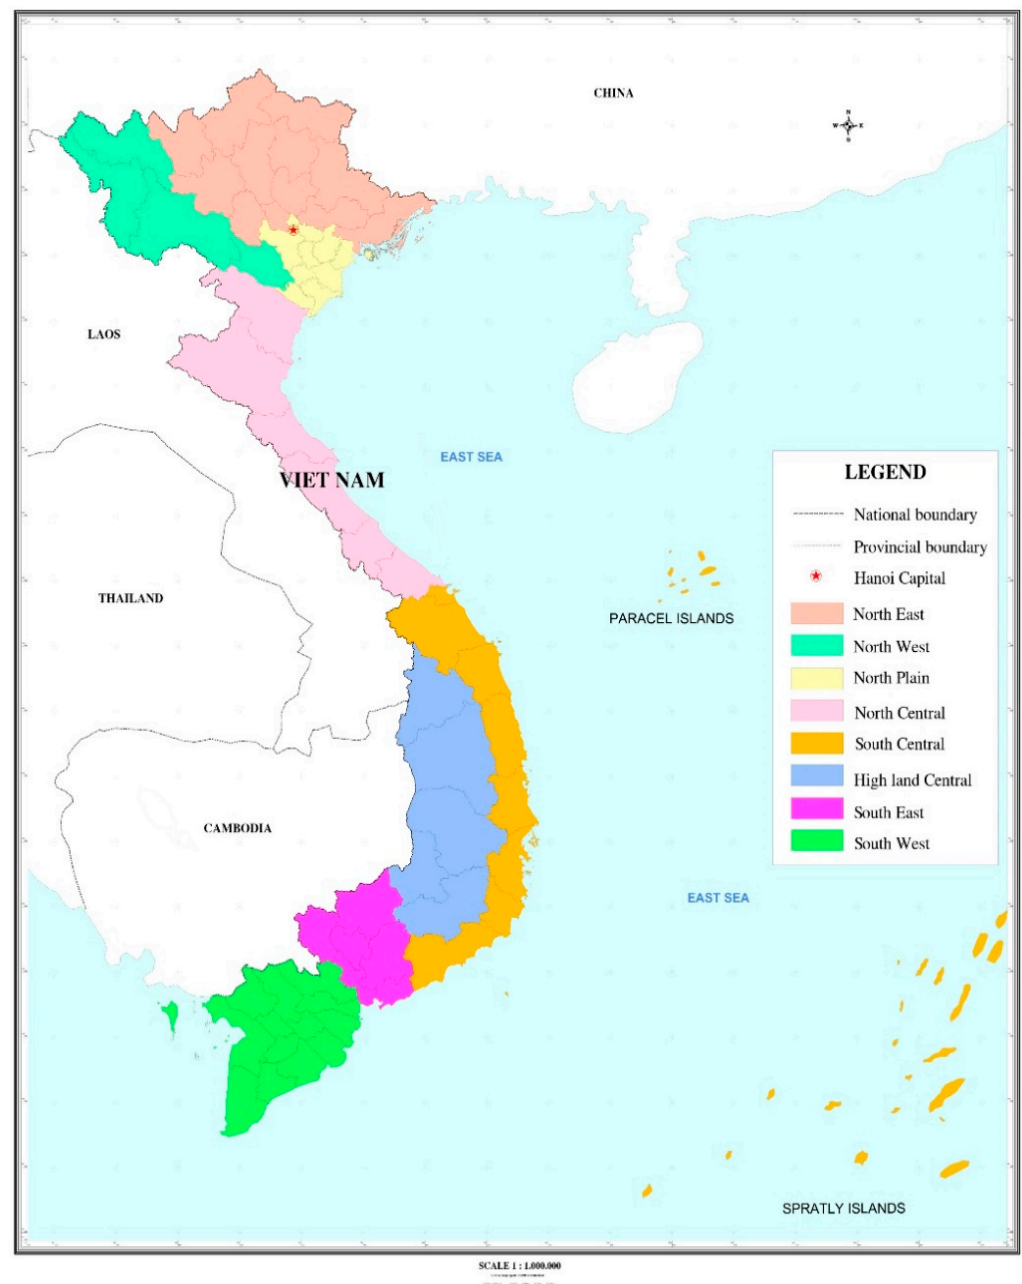 CHINA
N
W
E
S
LAOS
EAST SEA
VIET NAM
LEGEND
National boundary
Provincial boundary
Hanoi Capital
North East
North West
North Plain
North Central
South Central
High land Central
South East
South West
THAILAND
PARACEL ISLANDS
CAMBODIA
EAST SEA
SPRATLY ISLANDS
SCALE 1 : 1.000.000